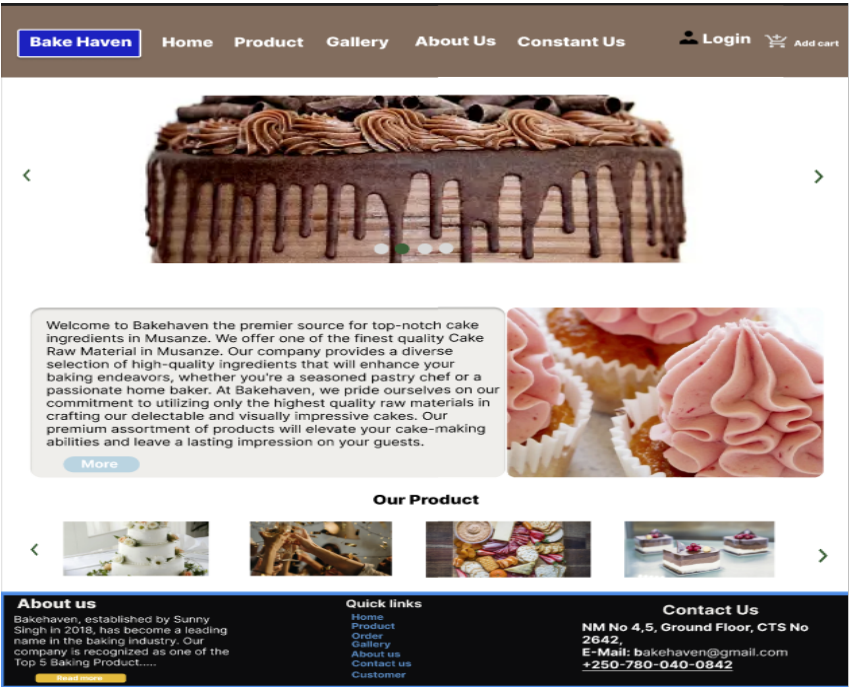 Bake Haven Home Product Gallery About Us Constant Us Login Add cart
Welcome to Bakehaven the premier source for top-notch cake
ingredients in Musanze. We offer one of the finest quality Cake
Raw Material in Musanze. Our company provides a diverse
selection of high-quality ingredients that will enhance your
baking endeavors, whether you're a seasoned pastry chef or a
passionate home baker. At Bakehaven, we pride ourselves on our
commitment to utilizing only the highest quality raw materials in
crafting our delectable and visually impressive cakes. Our
premium assortment of products will elevate your cake-making
abilities and leave a lasting impression on your guests.
More
Our Product
About us
Bakehaven, established by Sunny
Singh in 2018, has become a leading
name in the baking industry. Our
company is recognized as one of the
Top 5 Baking Product.....
Read more
Quick links
Home
Product
Order
Gallery
About us
Contact us
Customer
Contact Us
NM No 4,5, Ground Floor, CTS No
2642,
E-Mail: bakehaven@gmail.com
+250-780-040-0842